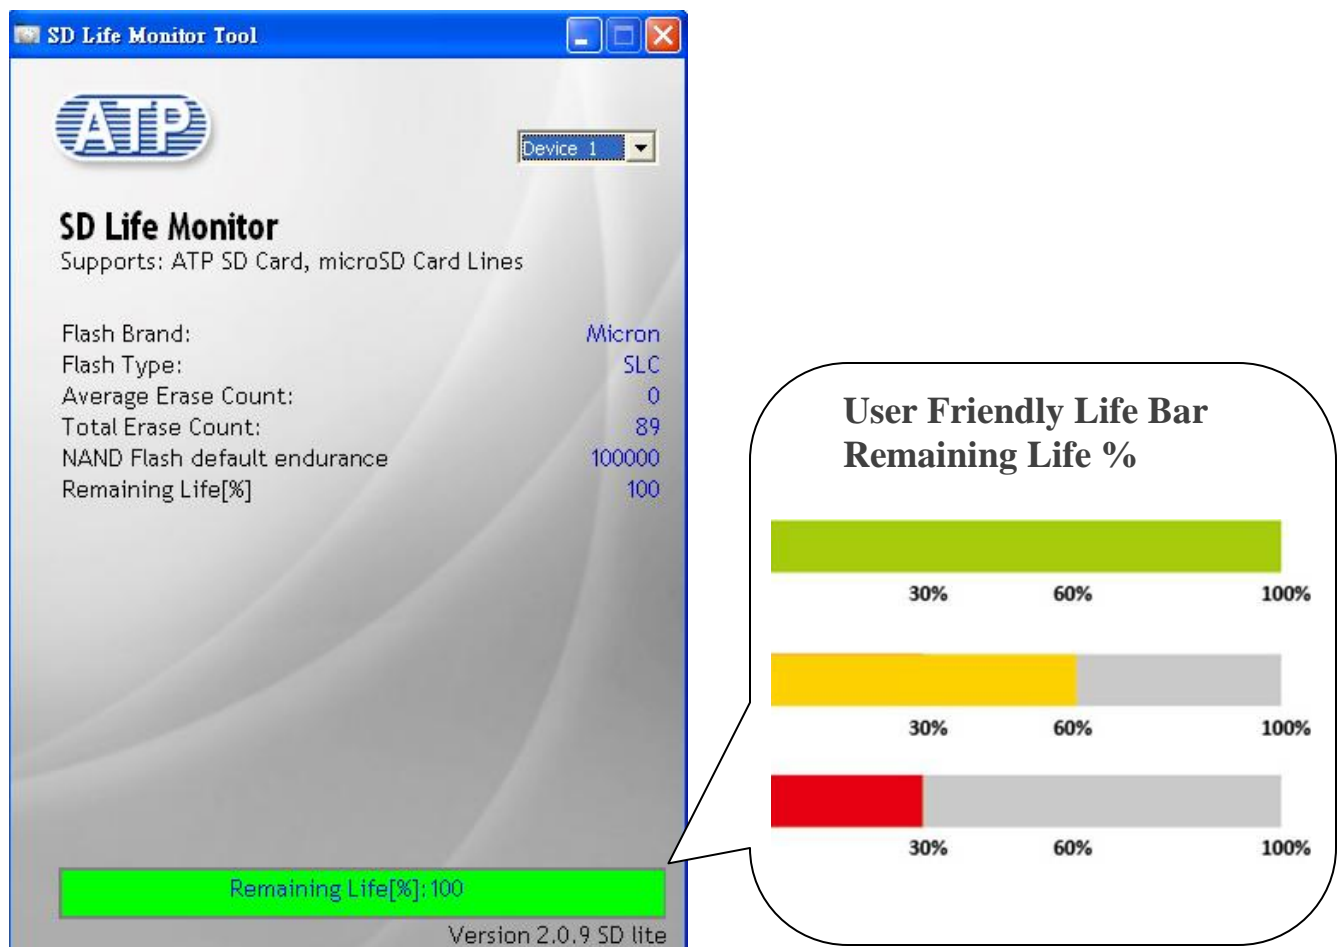 SD Life Monitor Tool
ATP
Device 1
SD Life Monitor
Supports: ATP SD Card, microSD Card Lines
Flash Brand: Micron
Flash Type: SLC
Average Erase Count: 0
Total Erase Count: 89
NAND Flash default endurance 100000
Remaining Life[%] 100
Remaining Life[%]:100
Version 2.0.9 SD lite
User Friendly Life Bar
Remaining Life %
30% 60% 100%
30% 60% 100%
30% 60% 100%